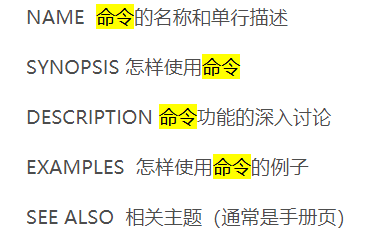 NAME 命令的名称和单行描述
SYNOPSIS 怎样使用命令
DESCRIPTION 命令功能的深入讨论
EXAMPLES 怎样使用命令的例子
SEE ALSO 相关主题（通常是手册页）